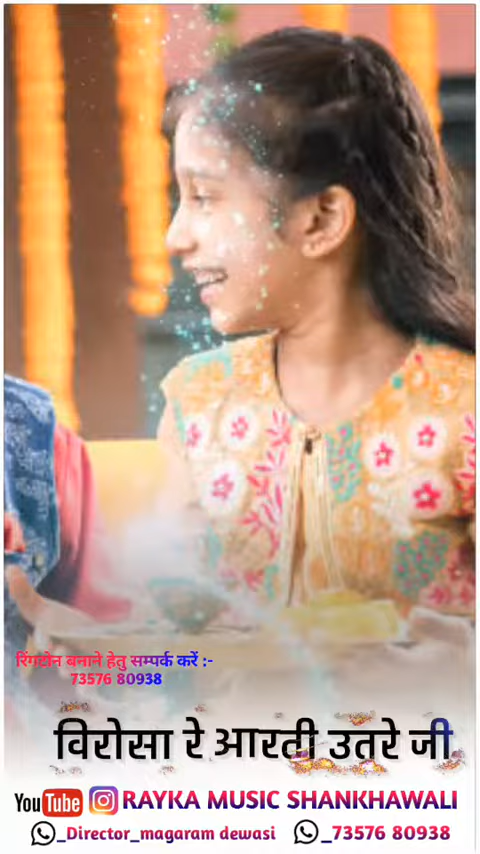 रिंगटोन बनाने हेतु सम्पर्क करें :-
73576 80938
विरोसा रे आरती उतरे जी
YouTube RAYKA MUSIC SHANKHAWALI
_Director_magaram dewasi _73576 80938